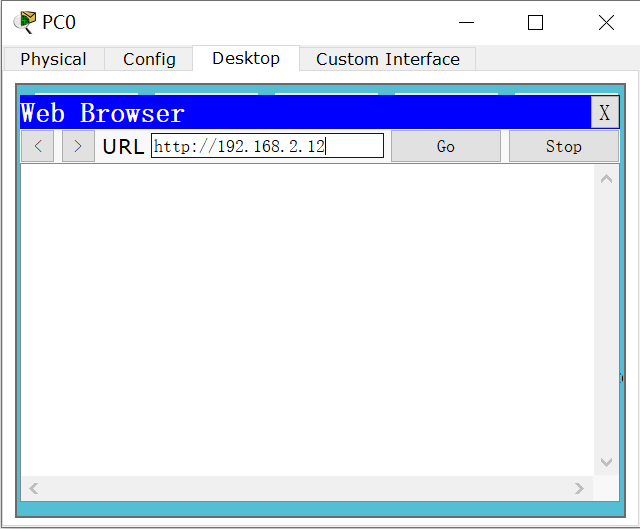 PC0
Physical Config Desktop Custom Interface
Web Browser X
< > URL http://192.168.2.12 Go Stop